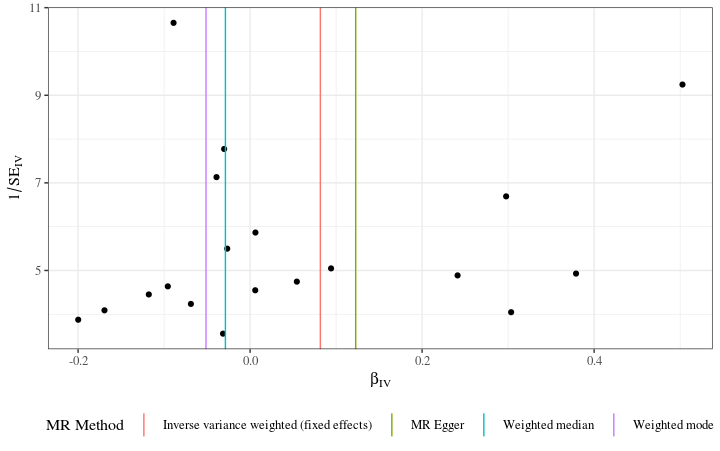 11
9
7
5
1/SE_IV
-0.2 0.0 0.2 0.4
β_IV
MR Method Inverse variance weighted (fixed effects) MR Egger Weighted median Weighted mode